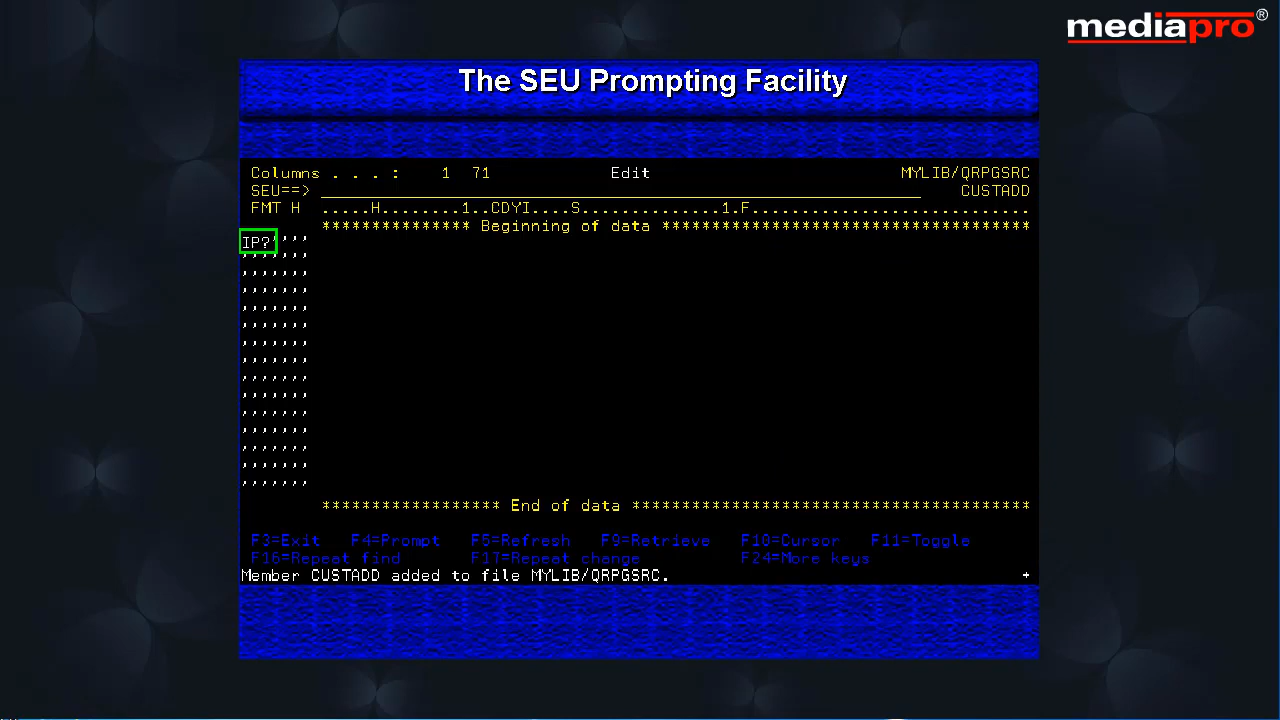 mediapro®
The SEU Prompting Facility
Columns . . . :    1  71            Edit                         MYLIB/QRPGSRC
SEU==>                                                                 CUSTADD
FMT H  .....H........1..CDYI....S..............1.F.............................
*************** Beginning of data *************************************
IP?''''
'''''''
'''''''
'''''''
'''''''
'''''''
'''''''
'''''''
'''''''
'''''''
'''''''
'''''''
'''''''
'''''''
'''''''
****************** End of data ****************************************
F3=Exit   F4=Prompt   F5=Refresh   F9=Retrieve   F10=Cursor   F11=Toggle
F16=Repeat find       F17=Repeat change          F24=More keys
Member CUSTADD added to file MYLIB/QRPGSRC.                                   +